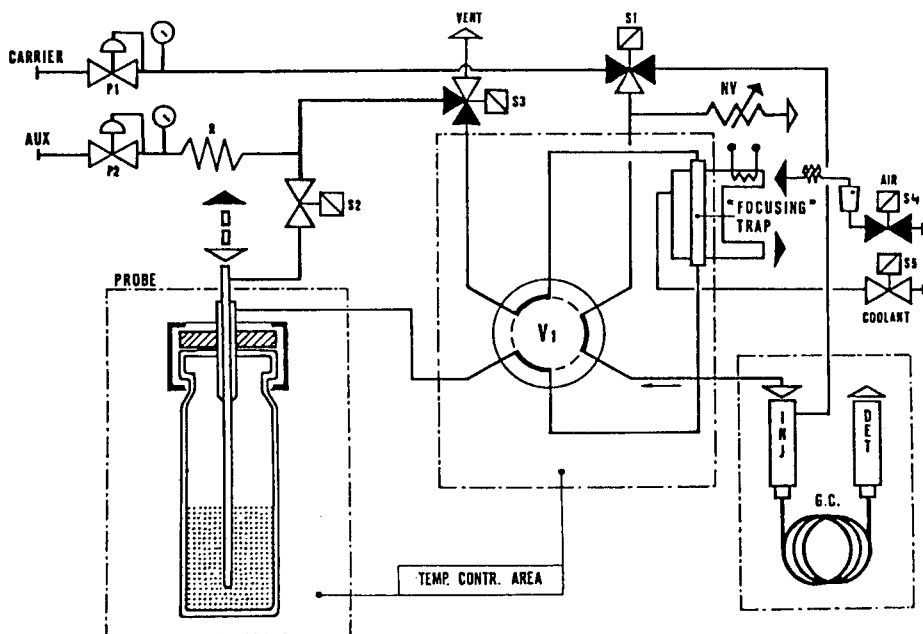 VENT
S1
CARRIER
P1
S3
NV
AUX
R
P2
AIR
S4
"FOCUSING"
TRAP
S2
S5
PROBE
COOLANT
V1
INJ
DET
G.C.
TEMP. CONTR. AREA